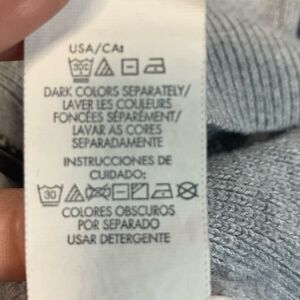 USA/CA:
30C
DARK COLORS SEPARATELY/
LAVER LES COULEURS
FONCÉES SÉPARÉMENT/
LAVAR AS CORES
SEPARADAMENTE
INSTRUCCIONES DE
CUIDADO:
30
COLORES OBSCUROS
POR SEPARADO
USAR DETERGENTE